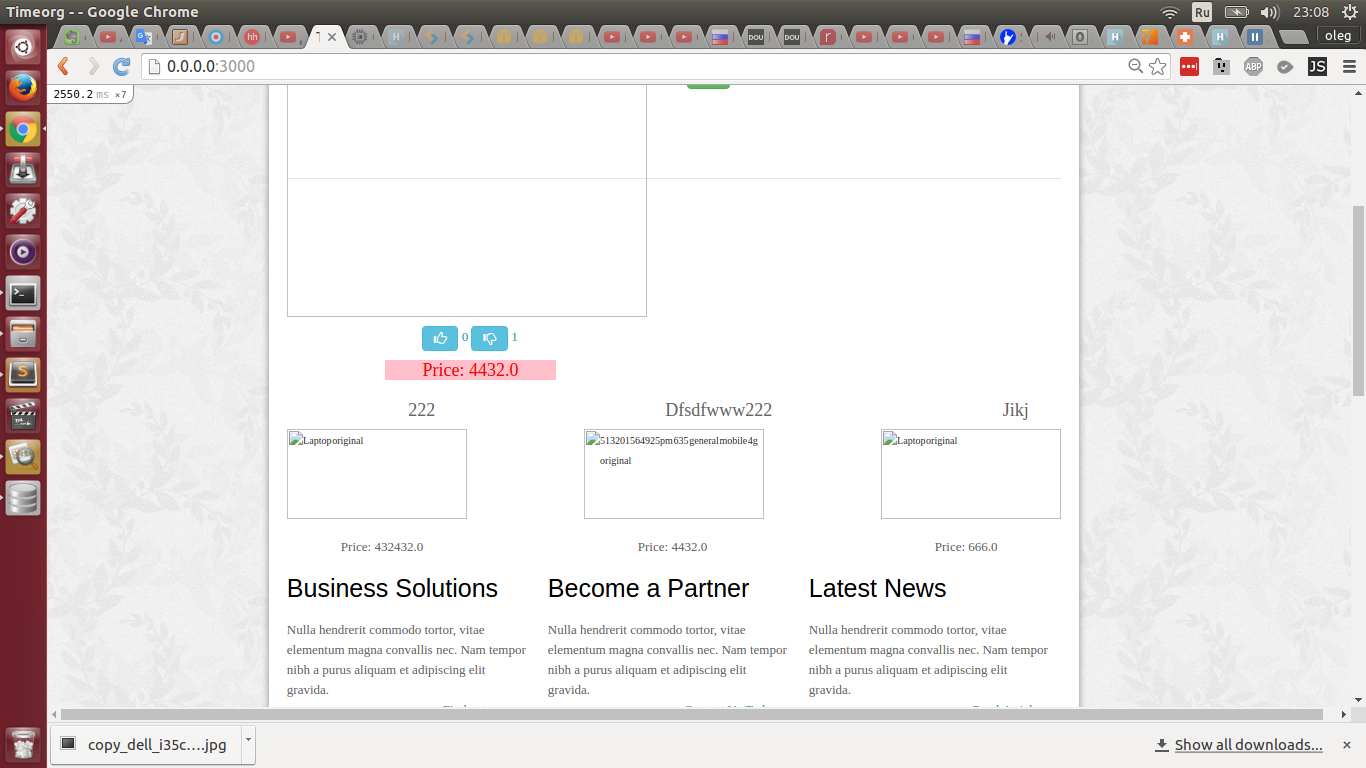 Timeorg - - Google Chrome
Ru
23:08
hh
T
H
DOU
DOU
r
O
H
H
oleg
0.0.0.0:3000
ABP
JS
2550.2 ms ×7
0 1
Price: 4432.0
222 Dfsdfwww222 Jikj
Laptoporiginal 513201564925pm635generalmobile4g Laptoporiginal
original
Price: 432432.0 Price: 4432.0 Price: 666.0
Business Solutions Become a Partner Latest News
Nulla hendrerit commodo tortor, vitae Nulla hendrerit commodo tortor, vitae Nulla hendrerit commodo tortor, vitae
elementum magna convallis nec. Nam tempor elementum magna convallis nec. Nam tempor elementum magna convallis nec. Nam tempor
nibh a purus aliquam et adipiscing elit nibh a purus aliquam et adipiscing elit nibh a purus aliquam et adipiscing elit
gravida. gravida. gravida.
copy_dell_i35c....jpg
Show all downloads...